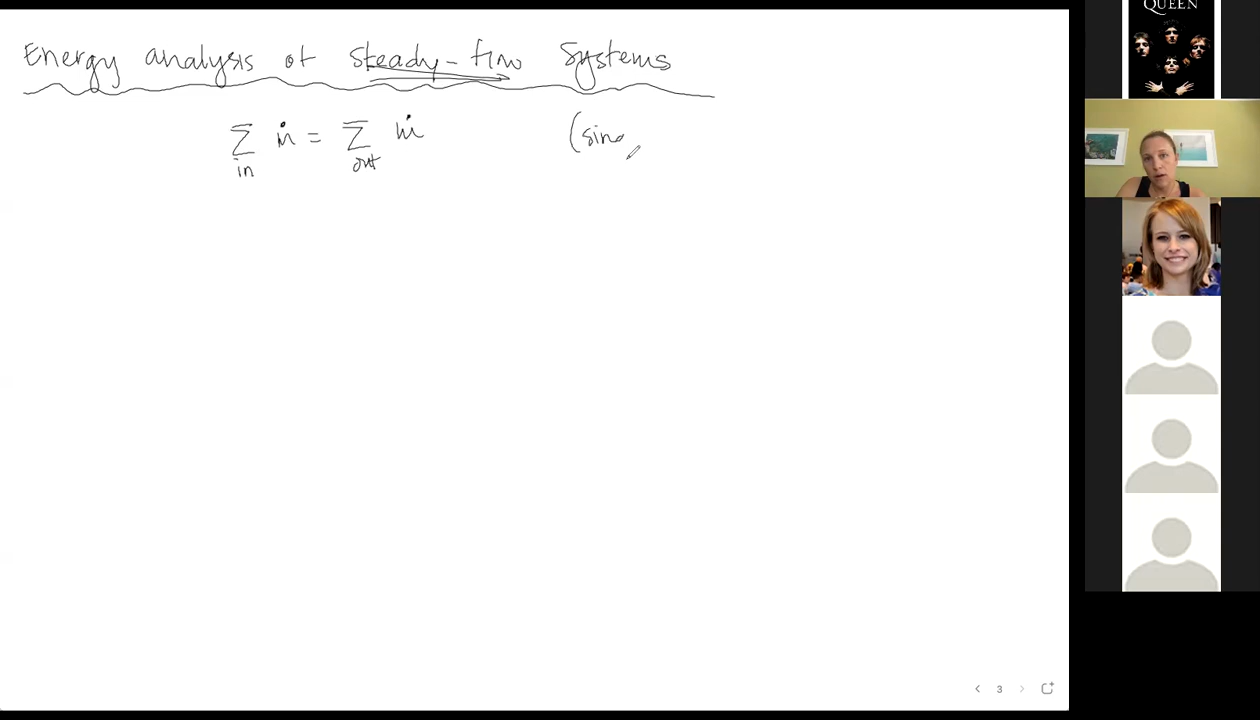 QUEEN
Energy analysis of steady-flow Systems
∑ ṁ = ∑ ṁ (sing
in out
3